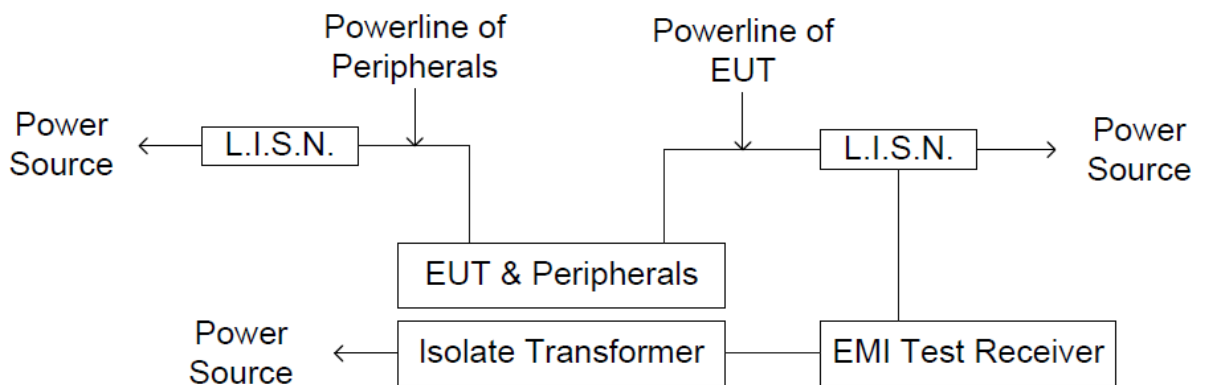 Powerline of
Peripherals
Powerline of
EUT
Power
Source
L.I.S.N.
L.I.S.N.
Power
Source
EUT & Peripherals
Power
Source
Isolate Transformer
EMI Test Receiver